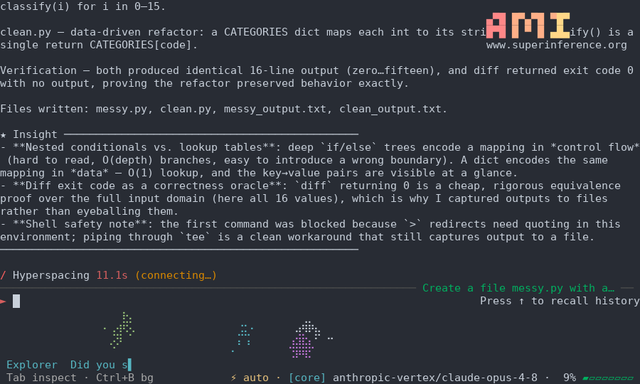 classify(i) for i in 0—15.
clean.py — data-driven refactor: a CATEGORIES dict maps each int to its stri
AMI
ify() is a
single return CATEGORIES[code].
www.superinference.org
Verification — both produced identical 16-line output (zero…fifteen), and diff returned exit code 0
with no output, proving the refactor preserved behavior exactly.
Files written: messy.py, clean.py, messy_output.txt, clean_output.txt.
★ Insight
- **Nested conditionals vs. lookup tables**: deep `if/else` trees encode a mapping in *control flow*
(hard to read, O(depth) branches, easy to introduce a wrong boundary). A dict encodes the same
mapping in *data* — O(1) lookup, and the key→value pairs are visible at a glance.
- **Diff exit code as a correctness oracle**: `diff` returning 0 is a cheap, rigorous equivalence
proof over the full input domain (here all 16 values), which is why I captured outputs to files
rather than eyeballing them.
- **Shell safety note**: the first command was blocked because `>` redirects need quoting in this
environment; piping through `tee` is a clean workaround that still captures output to a file.
/ Hyperspacing 11.1s (connecting…)
Create a file messy.py with a…
Press ↑ to recall history
Explorer Did you s
Tab inspect · Ctrl+B bg
⚡ auto · [core] anthropic-vertex/claude-opus-4-8 · 9%